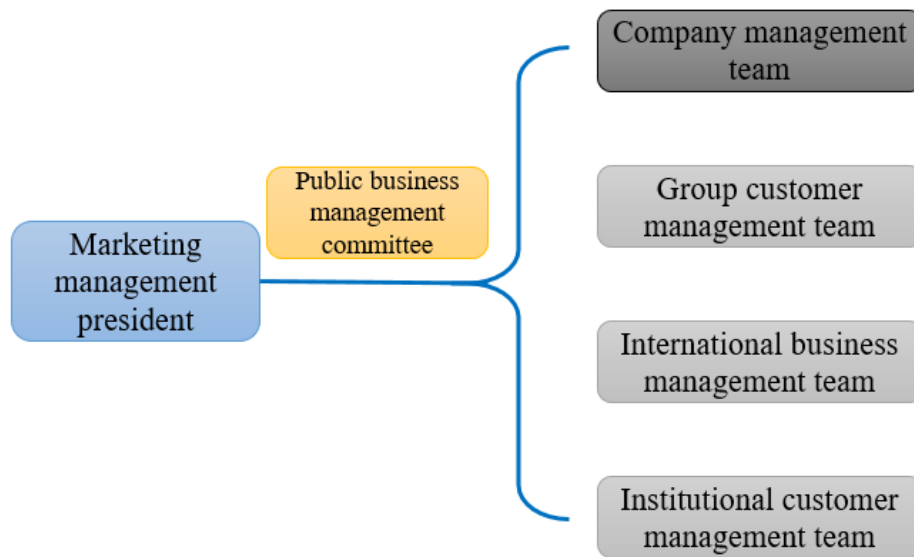 Marketing
management
president
Public business
management
committee
Company management
team
Group customer
management team
International business
management team
Institutional customer
management team